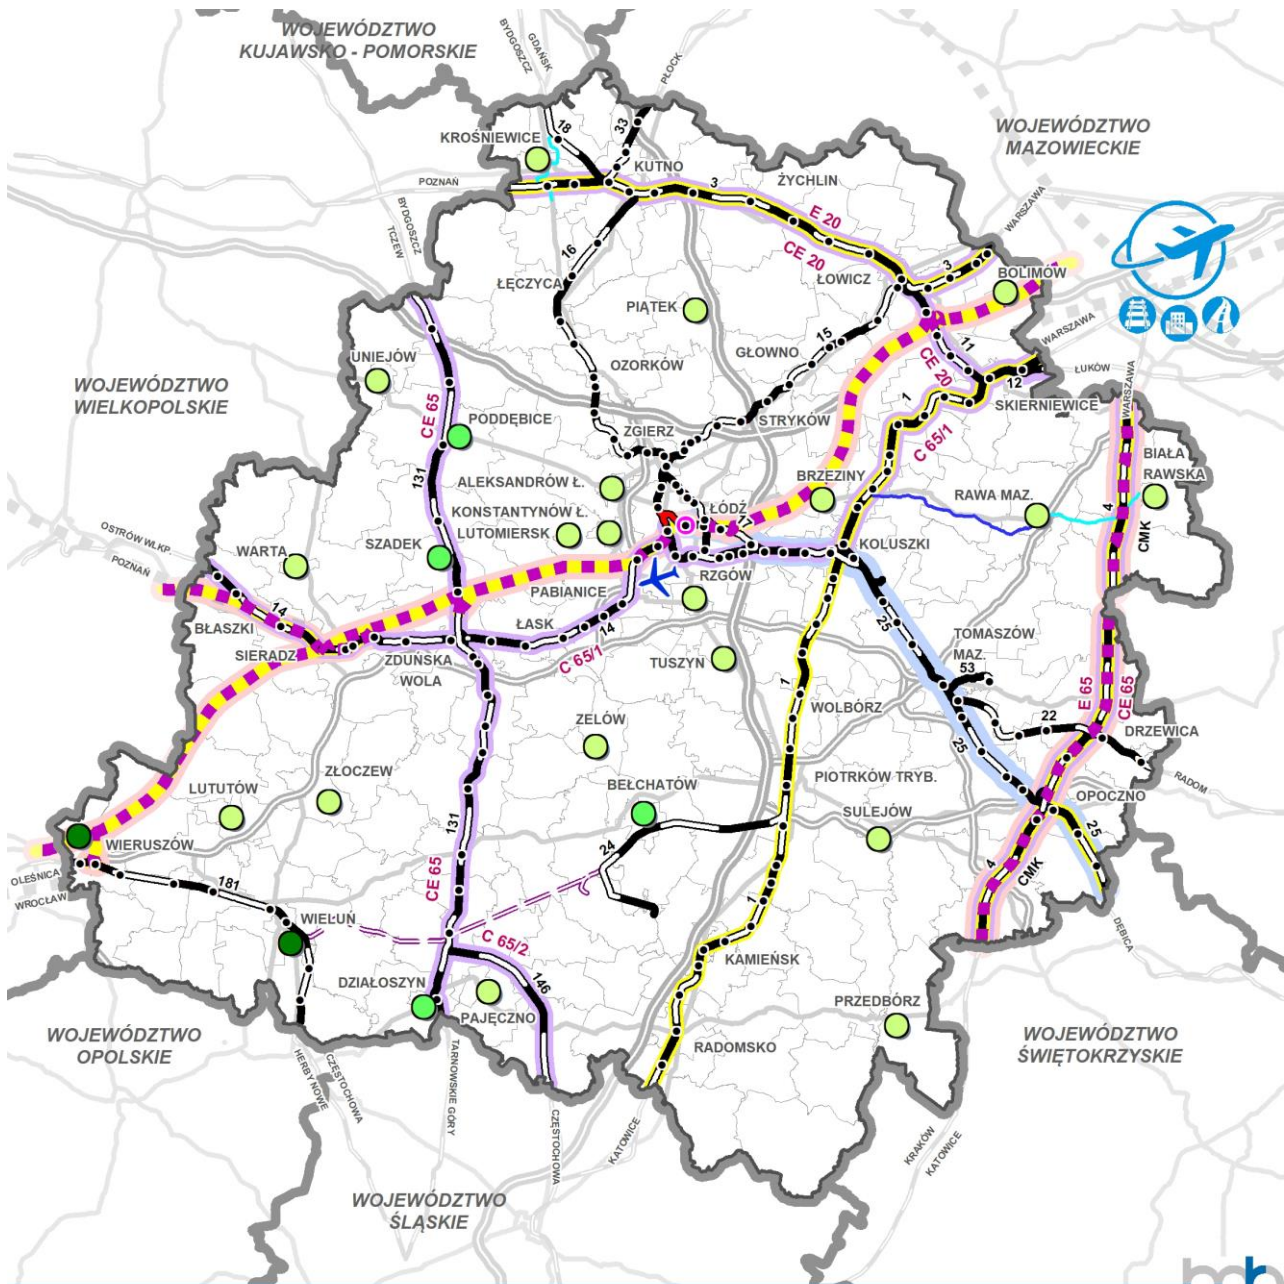 WOJEWÓDZTWO
KUJAWSKO - POMORSKIE
BYDGOSZCZ
GDAŃSK
PŁOCK
WOJEWÓDZTWO
MAZOWIECKIE
KROŚNIEWICE
18
33
KUTNO
POZNAŃ
3
ŻYCHLIN
BYDGOSZCZ
TCZEW
E 20
CE 20
WARSZAWA
16
ŁĘCZYCA
ŁOWICZ
3
BOLIMÓW
PIĄTEK
15
WARSZAWA
UNIEJÓW
OZORKÓW
GŁOWNO
11
CE 20
ŁUKÓW
WARSZAWA
WOJEWÓDZTWO
WIELKOPOLSKIE
CE 65
PODDĘBICE
1
12
SKIERNIEWICE
ZGIERZ
STRYKÓW
C 65/1
131
ALEKSANDRÓW Ł.
BRZEZINY
BIAŁA
RAWSKA
KONSTANTYNÓW Ł.
LUTOMIERSK
ŁÓDŹ
17
RAWA MAZ.
4
CMK
OSTRÓW WLKP.
POZNAŃ
WARTA
SZADEK
KOLUSZKI
RZGÓW
PABIANICE
14
BŁASZKI
ŁASK
14
25
SIERADZ
ZDUŃSKA
WOLA
C 65/1
TUSZYN
TOMASZÓW
MAZ.
53
E 65
CE 65
1
WOLBÓRZ
ZELÓW
22
DRZEWICA
25
ZŁOCZEW
BEŁCHATÓW
PIOTRKÓW TRYB.
RADOM
LUTUTÓW
OPOCZNO
131
SULEJÓW
25
WIERUSZÓW
24
OLEŚNICA
WROCŁAW
181
CE 65
4
CMK
WIELUŃ
1
C 65/2
DĘBICA
KAMIEŃSK
DZIAŁOSZYN
146
PAJĘCZNO
PRZEDBÓRZ
WOJEWÓDZTWO
OPOLSKIE
RADOMSKO
WOJEWÓDZTWO
ŚWIĘTOKRZYSKIE
HERBY NOWE
CZĘSTOCHOWA
TARNOWSKIE GÓRY
CZĘSTOCHOWA
KATOWICE
KRAKÓW
KATOWICE
WOJEWÓDZTWO
ŚLĄSKIE